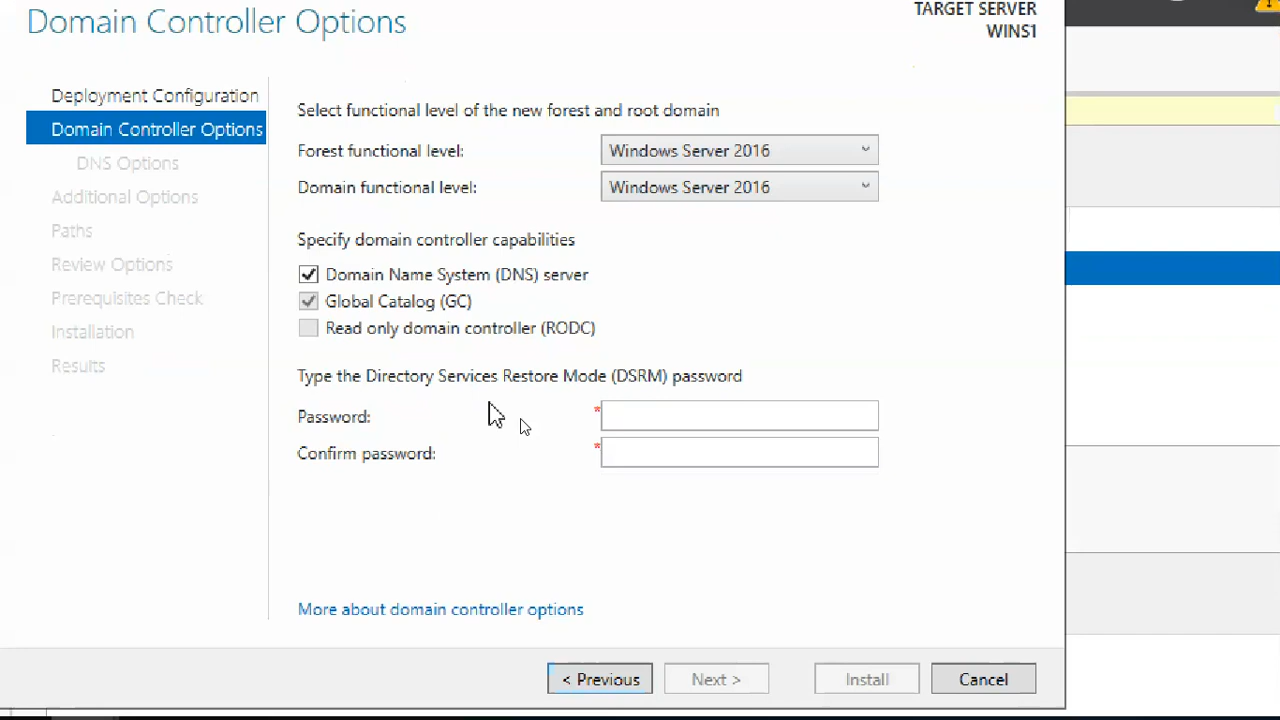 Domain Controller Options
TARGET SERVER
WINS1
Deployment Configuration
Domain Controller Options
DNS Options
Additional Options
Paths
Review Options
Prerequisites Check
Installation
Results
Select functional level of the new forest and root domain
Forest functional level:
Windows Server 2016
Domain functional level:
Windows Server 2016
Specify domain controller capabilities
Domain Name System (DNS) server
Global Catalog (GC)
Read only domain controller (RODC)
Type the Directory Services Restore Mode (DSRM) password
Password:
*
Confirm password:
*
More about domain controller options
< Previous
Next >
Install
Cancel